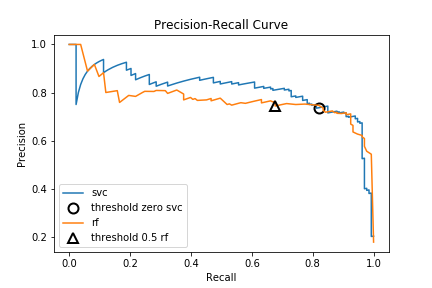 Precision-Recall Curve
1.0
0.8
0.6
0.4
0.2
Precision
svc
threshold zero svc
rf
threshold 0.5 rf
0.0 0.2 0.4 0.6 0.8 1.0
Recall